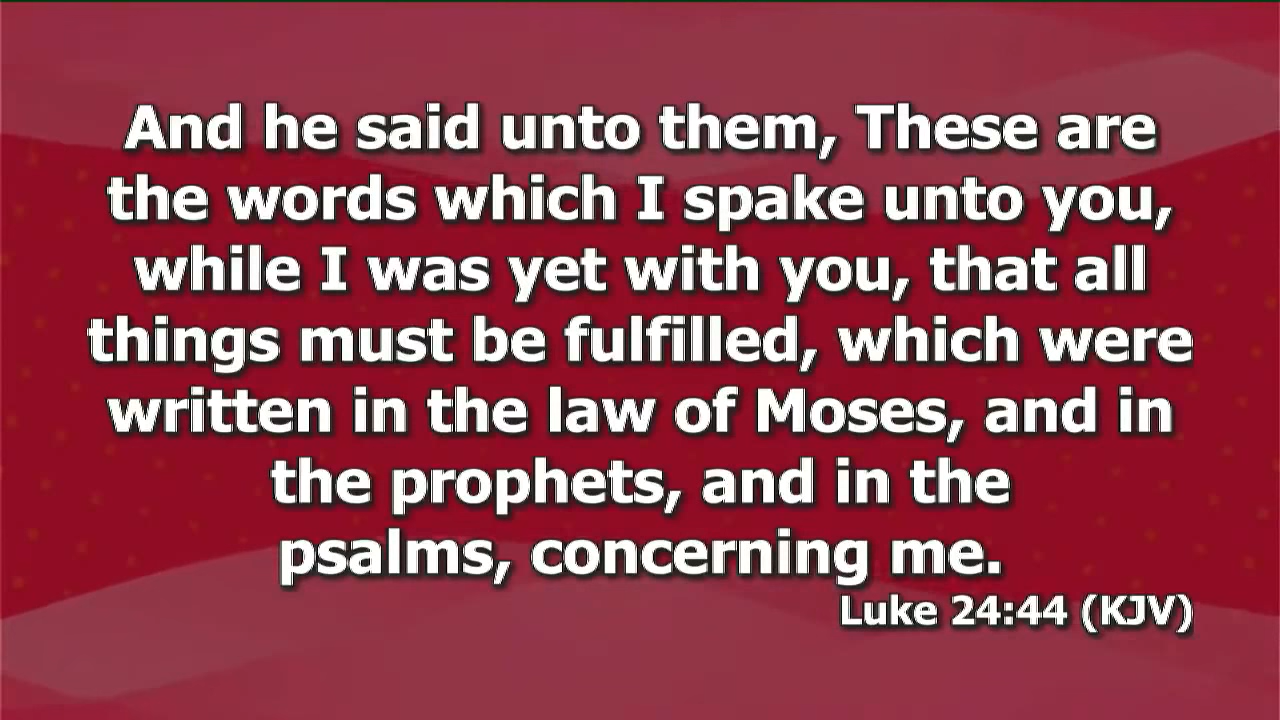 And he said unto them, These are
the words which I spake unto you,
while I was yet with you, that all
things must be fulfilled, which were
written in the law of Moses, and in
the prophets, and in the
psalms, concerning me.
Luke 24:44 (KJV)